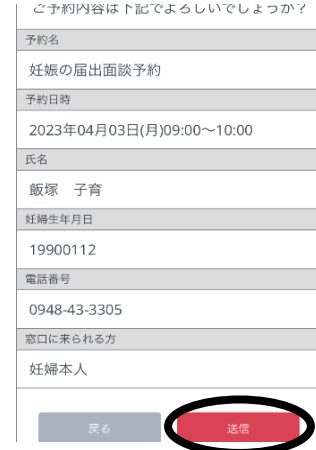 ご予約内容は下記でよろしいでしょうか？
予約名
妊娠の届出面談予約
予約日時
2023年04月03日(月)09:00～10:00
氏名
飯塚　子育
妊婦生年月日
19900112
電話番号
0948-43-3305
窓口に来られる方
妊婦本人
戻る
送信